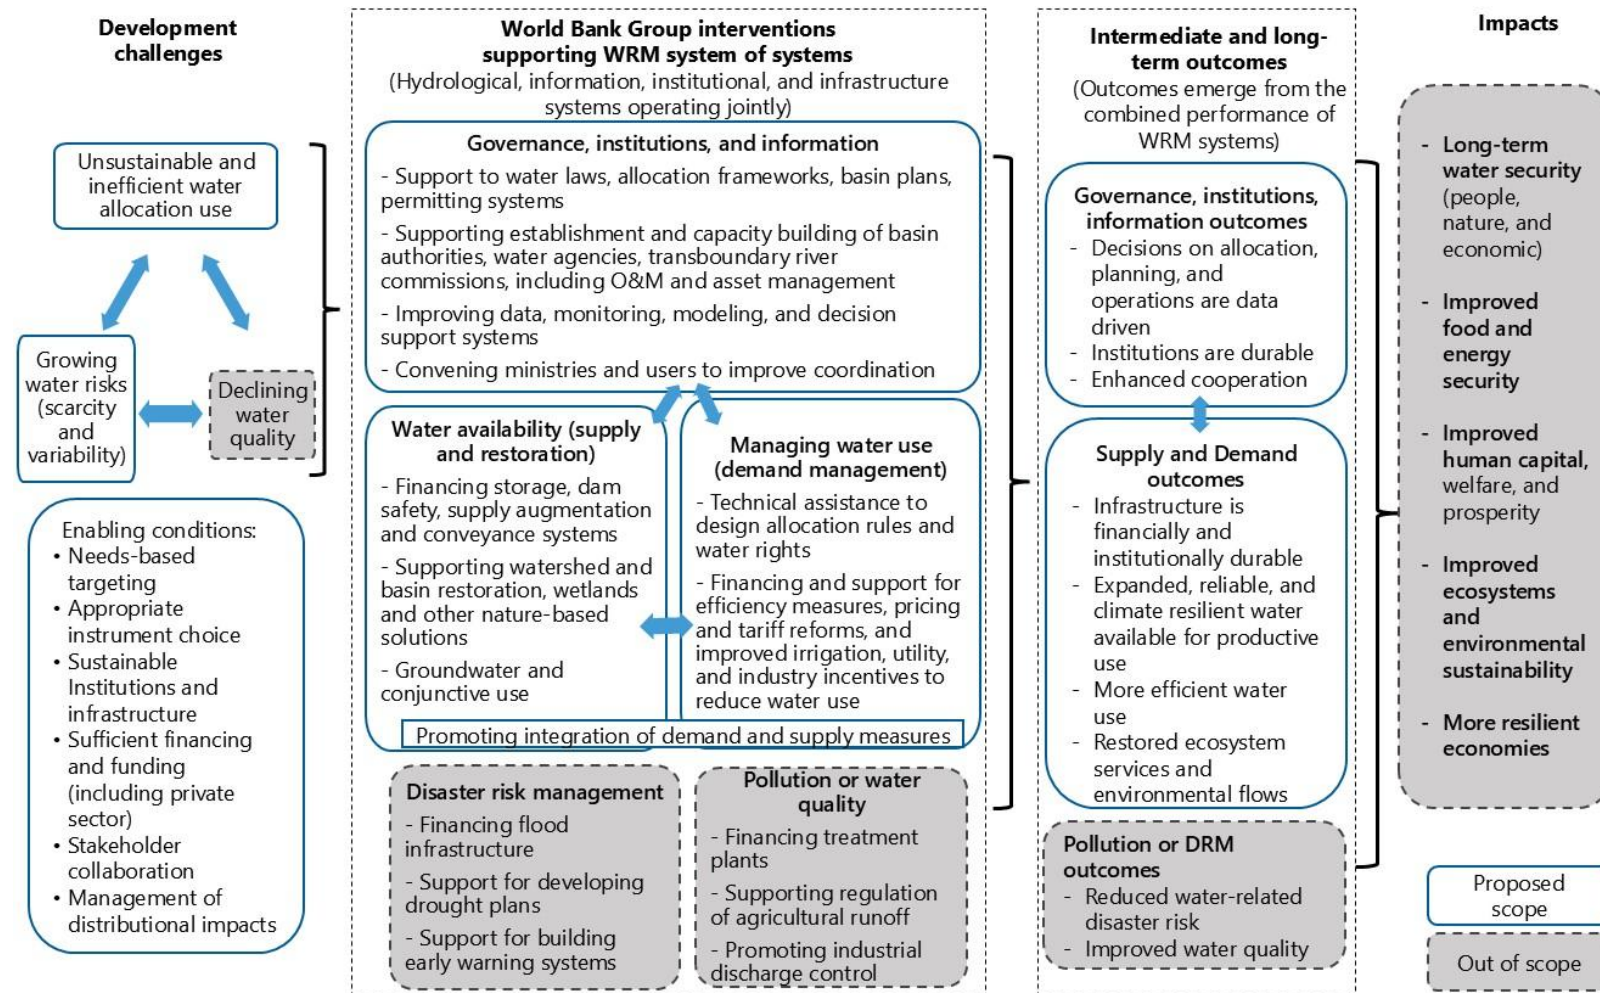 Development
challenges
Unsustainable and
inefficient water
allocation use
Growing
water risks
(scarcity
and
variability)
Declining
water
quality
Enabling conditions:
• Needs-based
targeting
• Appropriate
instrument choice
• Sustainable
Institutions and
infrastructure
• Sufficient financing
and funding
(including private
sector)
• Stakeholder
collaboration
• Management of
distributional impacts
World Bank Group interventions
supporting WRM system of systems
(Hydrological, information, institutional, and infrastructure
systems operating jointly)
Governance, institutions, and information
- Support to water laws, allocation frameworks, basin plans,
permitting systems
- Supporting establishment and capacity building of basin
authorities, water agencies, transboundary river
commissions, including O&M and asset management
- Improving data, monitoring, modeling, and decision
support systems
- Convening ministries and users to improve coordination
Water availability (supply
and restoration)
- Financing storage, dam
safety, supply augmentation
and conveyance systems
- Supporting watershed and
basin restoration, wetlands
and other nature-based
solutions
- Groundwater and
conjunctive use
Managing water use
(demand management)
- Technical assistance to
design allocation rules and
water rights
- Financing and support for
efficiency measures, pricing
and tariff reforms, and
improved irrigation, utility,
and industry incentives to
reduce water use
Promoting integration of demand and supply measures
Disaster risk management
- Financing flood
infrastructure
- Support for developing
drought plans
- Support for building
early warning systems
Pollution or water
quality
- Financing treatment
plants
- Supporting regulation
of agricultural runoff
- Promoting industrial
discharge control
Intermediate and long-
term outcomes
(Outcomes emerge from the
combined performance of
WRM systems)
Governance, institutions,
information outcomes
- Decisions on allocation,
planning, and
operations are data
driven
- Institutions are durable
- Enhanced cooperation
Supply and Demand
outcomes
- Infrastructure is
financially and
institutionally durable
- Expanded, reliable, and
climate resilient water
available for productive
use
- More efficient water
use
- Restored ecosystem
services and
environmental flows
Pollution or DRM
outcomes
- Reduced water-related
disaster risk
- Improved water quality
Impacts
- Long-term
water security
(people,
nature, and
economic)
- Improved
food and
energy
security
- Improved
human capital,
welfare, and
prosperity
- Improved
ecosystems
and
environmental
sustainability
- More resilient
economies
Proposed
scope
Out of scope